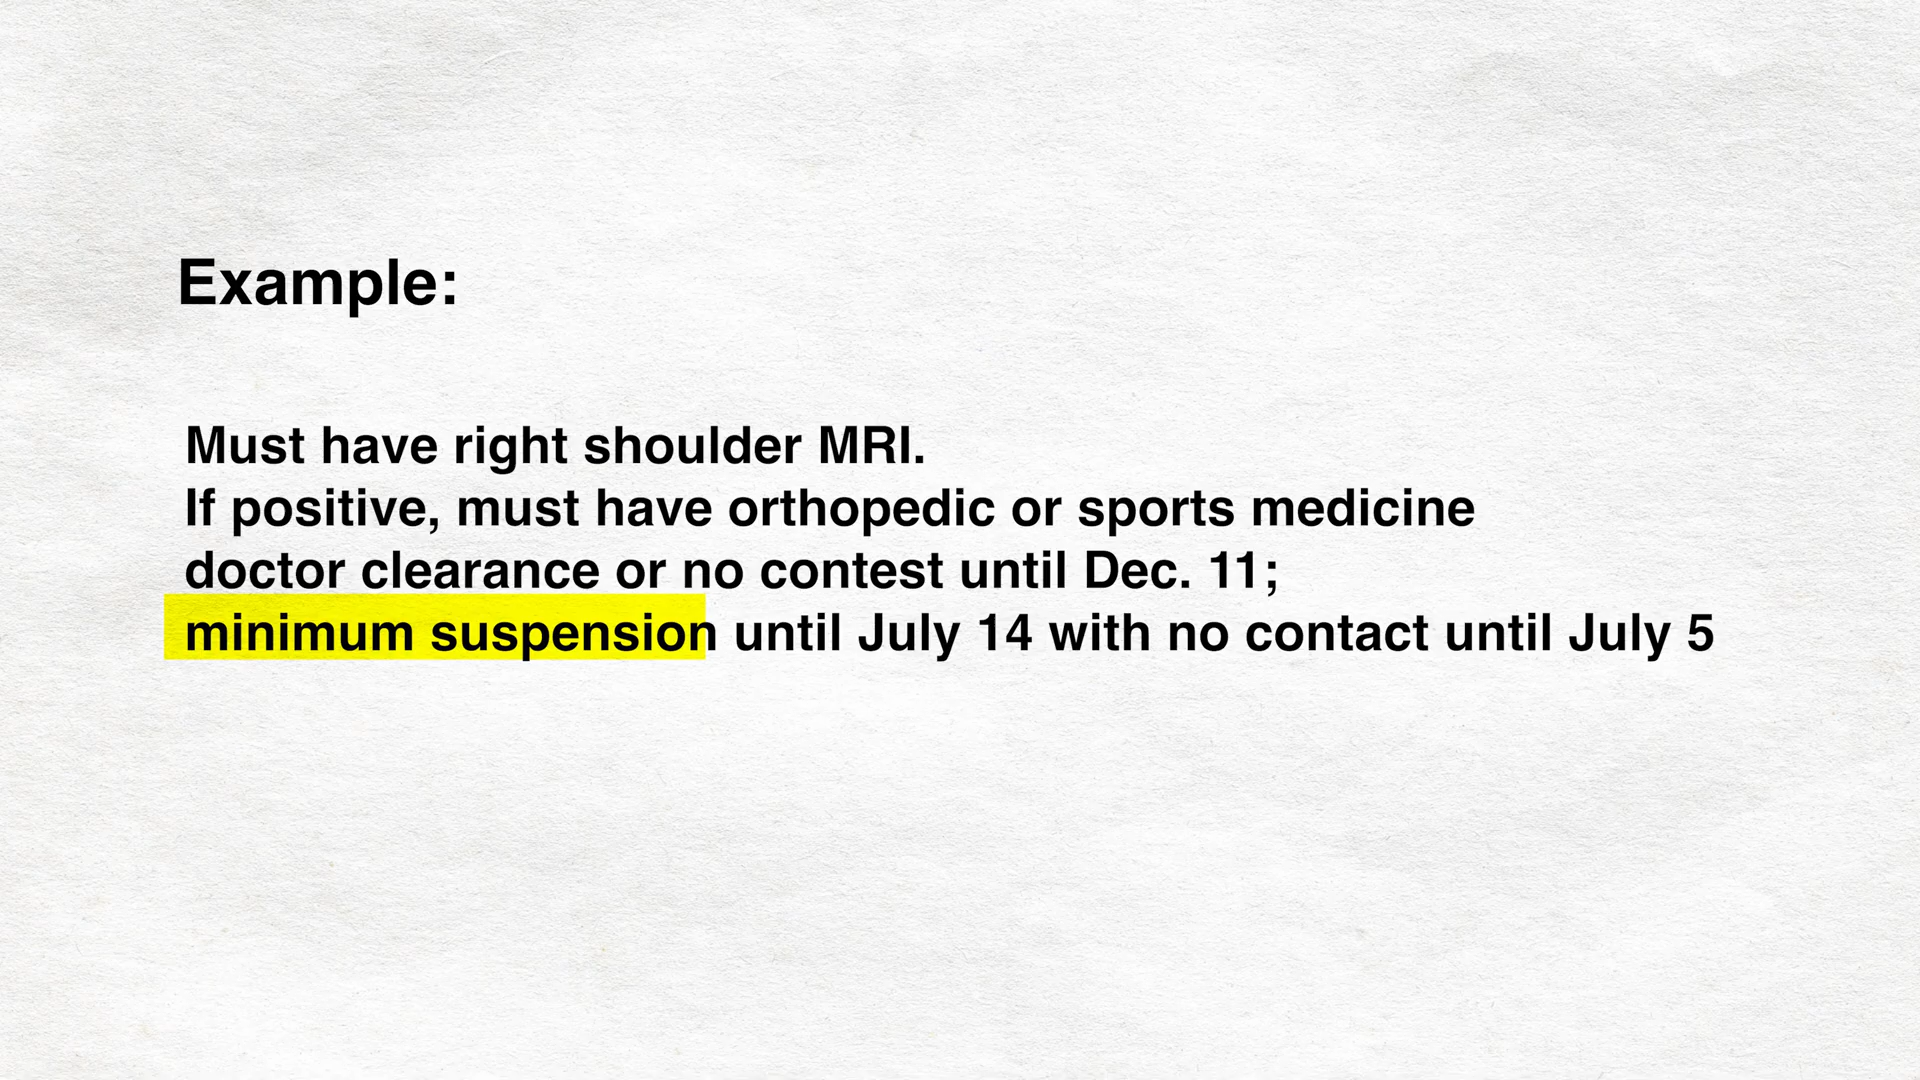 Example:
Must have right shoulder MRI.
If positive, must have orthopedic or sports medicine
doctor clearance or no contest until Dec. 11;
minimum suspension until July 14 with no contact until July 5